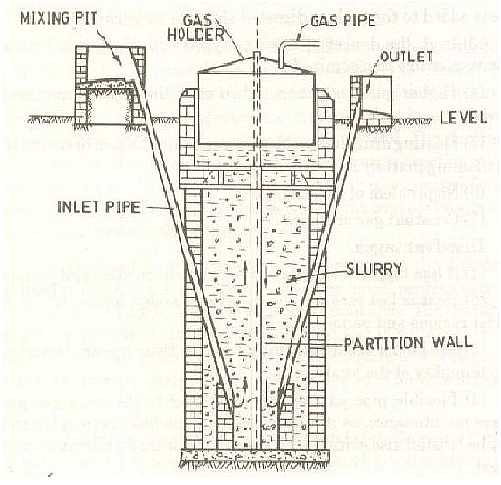 MIXING PIT
GAS HOLDER
GAS PIPE
OUTLET
LEVEL
INLET PIPE
SLURRY
PARTITION WALL